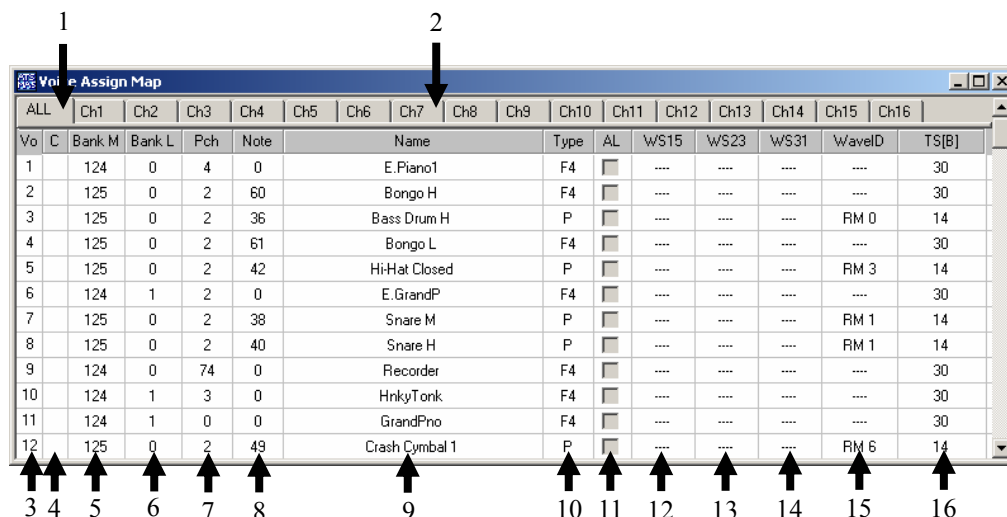 1 2
ATS MA5 Voice Assign Map
ALL Ch1 Ch2 Ch3 Ch4 Ch5 Ch6 Ch7 Ch8 Ch9 Ch10 Ch11 Ch12 Ch13 Ch14 Ch15 Ch16
Vo C Bank M Bank L Pch Note Name Type AL WS15 WS23 WS31 WaveID TS[B]
1 124 0 4 0 E.Piano1 F4 ---- ---- ---- ---- 30
2 125 0 2 60 Bongo H F4 ---- ---- ---- ---- 30
3 125 0 2 36 Bass Drum H P ---- ---- ---- RM 0 14
4 125 0 2 61 Bongo L F4 ---- ---- ---- ---- 30
5 125 0 2 42 Hi-Hat Closed P ---- ---- ---- RM 3 14
6 124 1 2 0 E.GrandP F4 ---- ---- ---- ---- 30
7 125 0 2 38 Snare M P ---- ---- ---- RM 1 14
8 125 0 2 40 Snare H P ---- ---- ---- RM 1 14
9 124 0 74 0 Recorder F4 ---- ---- ---- ---- 30
10 124 1 3 0 HnkyTonk F4 ---- ---- ---- ---- 30
11 124 1 0 0 GrandPno F4 ---- ---- ---- ---- 30
12 125 0 2 49 Crash Cymbal 1 P ---- ---- ---- RM 6 14
3 4 5 6 7 8 9 10 11 12 13 14 15 16